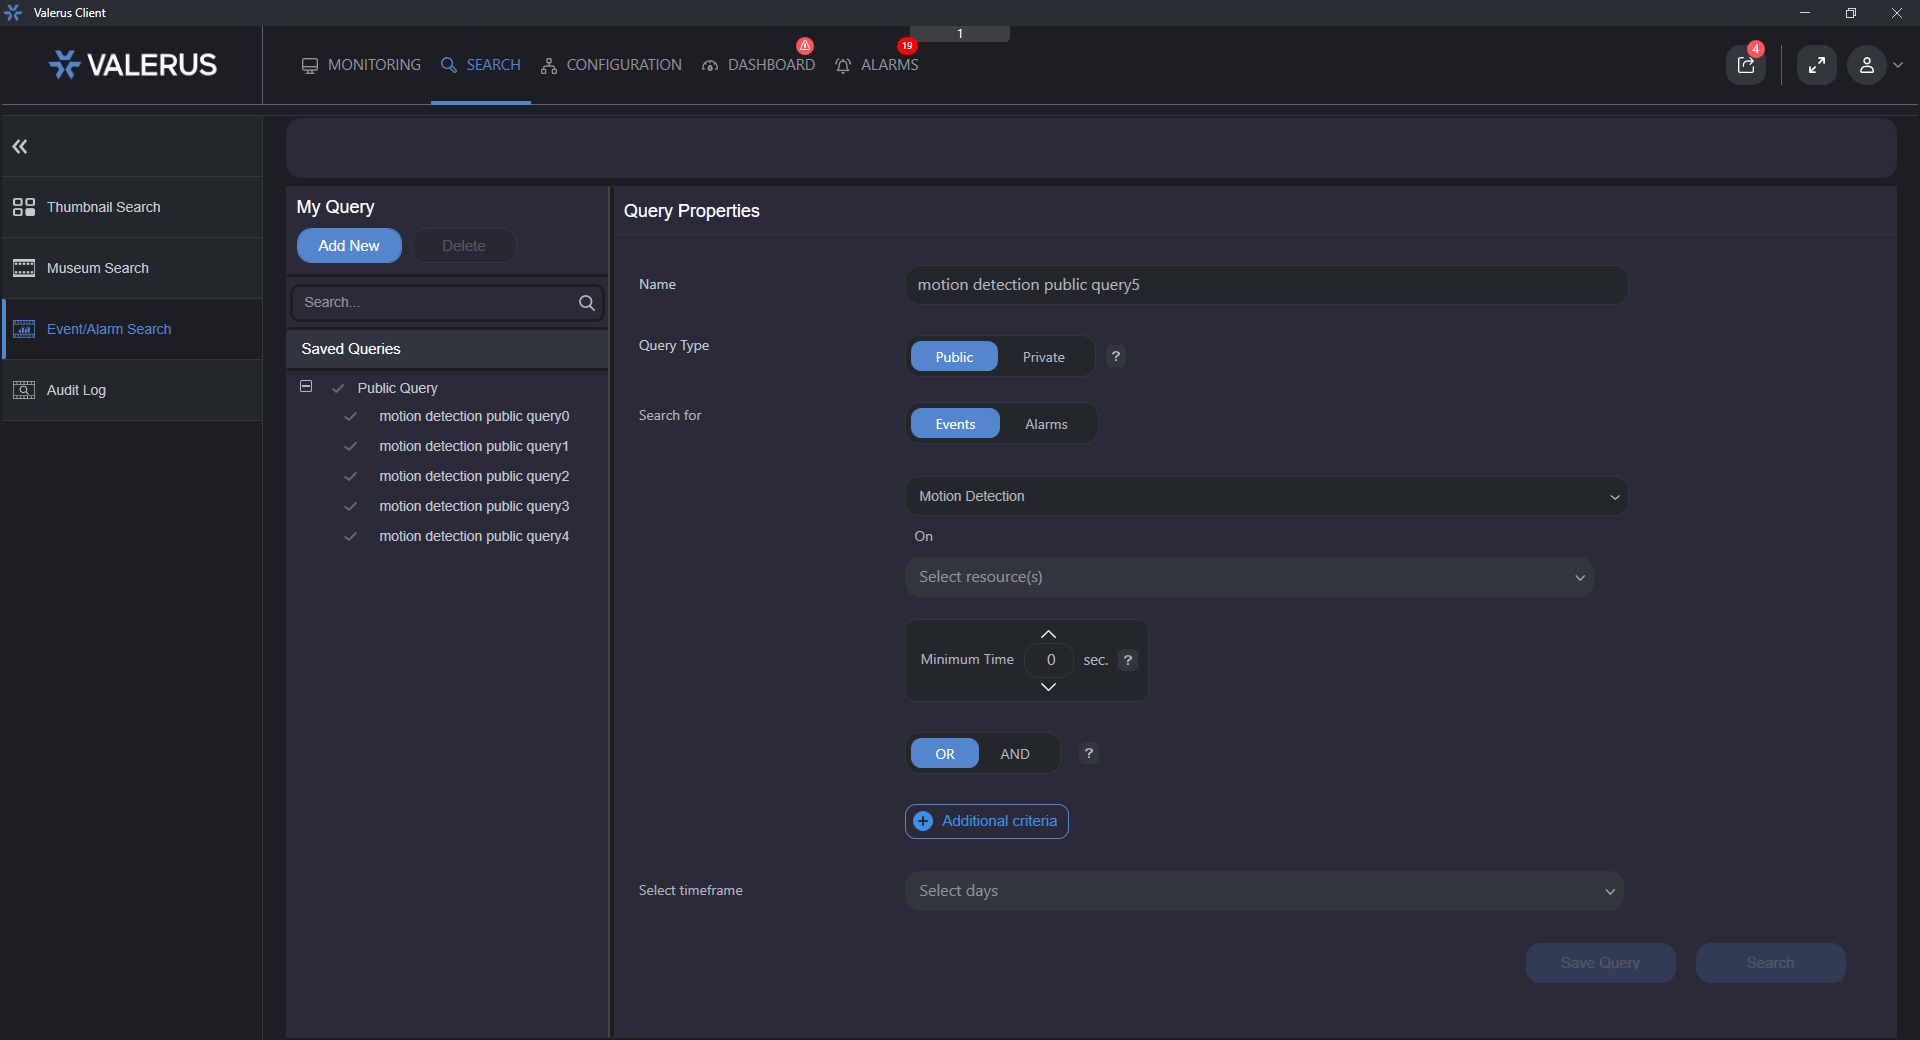 Valerus Client
VALERUS
MONITORING
SEARCH
CONFIGURATION
DASHBOARD
ALARMS
19
1
4
Thumbnail Search
Museum Search
Event/Alarm Search
Audit Log
My Query
Add New
Delete
Search...
Saved Queries
Public Query
motion detection public query0
motion detection public query1
motion detection public query2
motion detection public query3
motion detection public query4
Query Properties
Name
motion detection public query5
Query Type
Public
Private
?
Search for
Events
Alarms
Motion Detection
On
Select resource(s)
Minimum Time
0
sec.
?
OR
AND
?
Additional criteria
Select timeframe
Select days
Save Query
Search